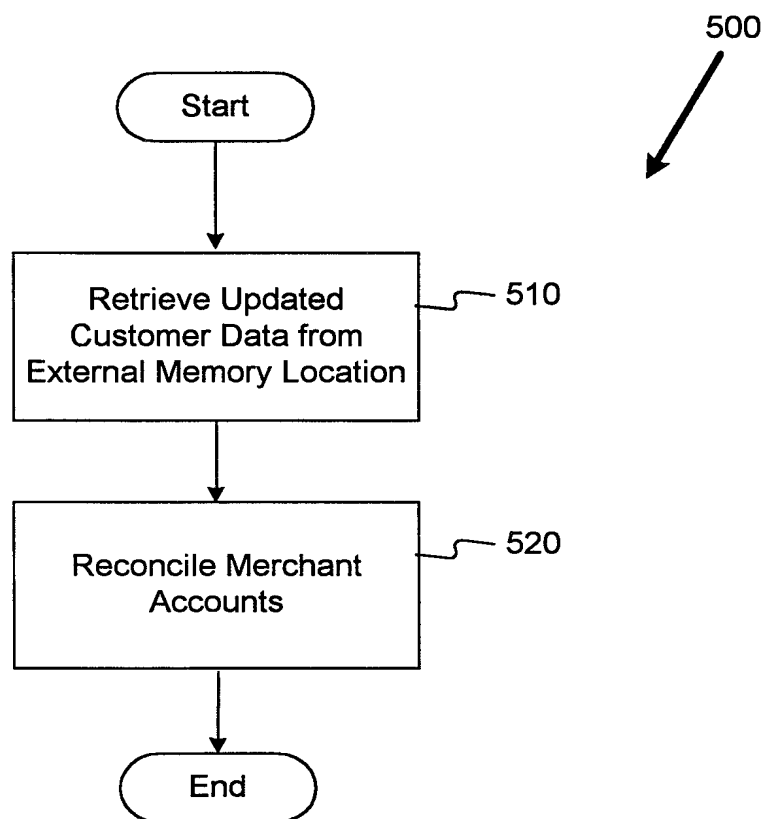 500
Start
Retrieve Updated
Customer Data from
External Memory Location
510
Reconcile Merchant
Accounts
520
End